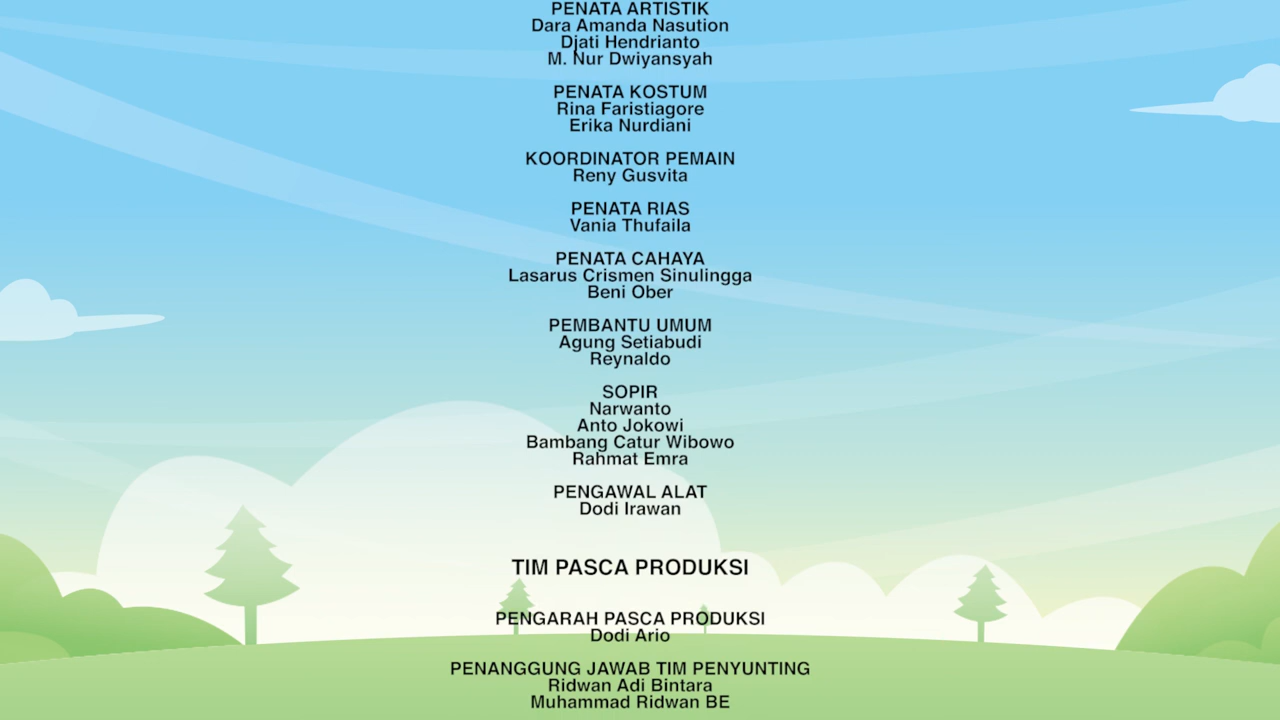 PENATA ARTISTIK
Dara Amanda Nasution
Djati Hendrianto
M. Nur Dwiyansyah
PENATA KOSTUM
Rina Faristiagore
Erika Nurdiani
KOORDINATOR PEMAIN
Reny Gusvita
PENATA RIAS
Vania Thufaila
PENATA CAHAYA
Lasarus Crismen Sinulingga
Beni Ober
PEMBANTU UMUM
Agung Setiabudi
Reynaldo
SOPIR
Narwanto
Anto Jokowi
Bambang Catur Wibowo
Rahmat Emra
PENGAWAL ALAT
Dodi Irawan
TIM PASCA PRODUKSI
PENGARAH PASCA PRODUKSI
Dodi Ario
PENANGGUNG JAWAB TIM PENYUNTING
Ridwan Adi Bintara
Muhammad Ridwan BE